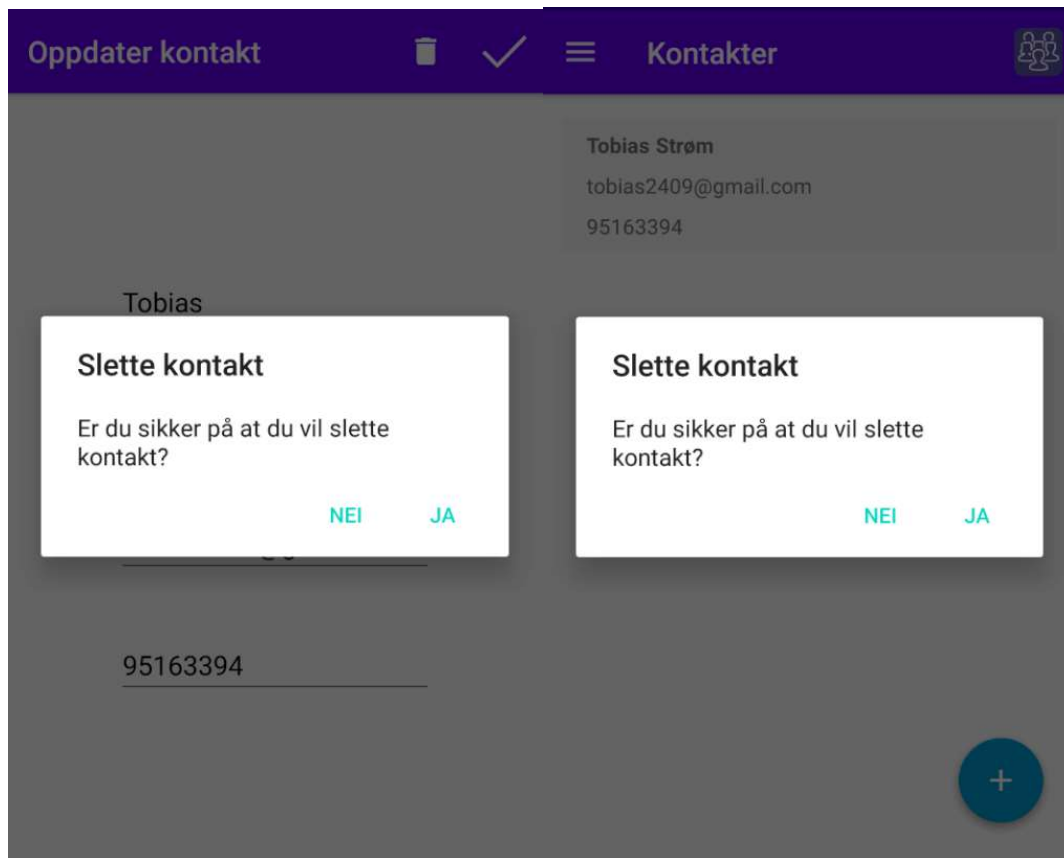 Oppdater kontakt
Tobias
Slette kontakt
Er du sikker på at du vil slette
kontakt?
NEI JA
95163394
Kontakter
Tobias Strøm
tobias2409@gmail.com
95163394
Slette kontakt
Er du sikker på at du vil slette
kontakt?
NEI JA
+